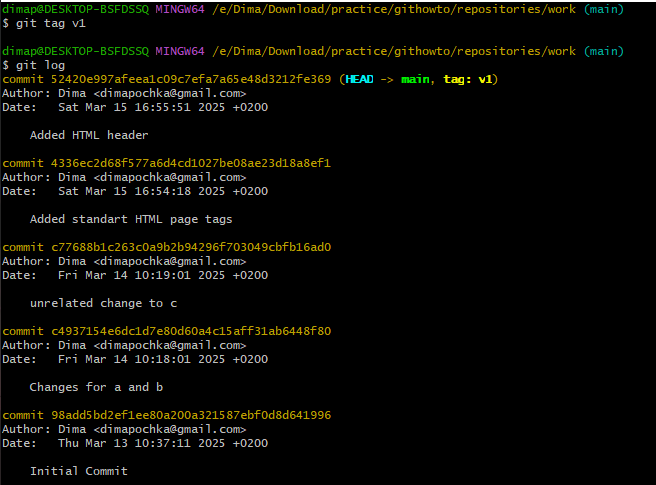 dimap@DESKTOP-BSFDSSQ MINGW64 /e/Dima/Download/practice/githowto/repositories/work (main)
$ git tag v1
dimap@DESKTOP-BSFDSSQ MINGW64 /e/Dima/Download/practice/githowto/repositories/work (main)
$ git log
commit 52420e997afeea1c09c7efa7a65e48d3212fe369 (HEAD -> main, tag: v1)
Author: Dima <dimapochka@gmail.com>
Date:   Sat Mar 15 16:55:51 2025 +0200
    Added HTML header
commit 4336ec2d68f577a6d4cd1027be08ae23d18a8ef1
Author: Dima <dimapochka@gmail.com>
Date:   Sat Mar 15 16:54:18 2025 +0200
    Added standart HTML page tags
commit c77688b1c263c0a9b2b94296f703049cbfb16ad0
Author: Dima <dimapochka@gmail.com>
Date:   Fri Mar 14 10:19:01 2025 +0200
    unrelated change to c
commit c4937154e6dc1d7e80d60a4c15aff31ab6448f80
Author: Dima <dimapochka@gmail.com>
Date:   Fri Mar 14 10:18:01 2025 +0200
    Changes for a and b
commit 98add5bd2ef1ee80a200a321587ebf0d8d641996
Author: Dima <dimapochka@gmail.com>
Date:   Thu Mar 13 10:37:11 2025 +0200
    Initial Commit